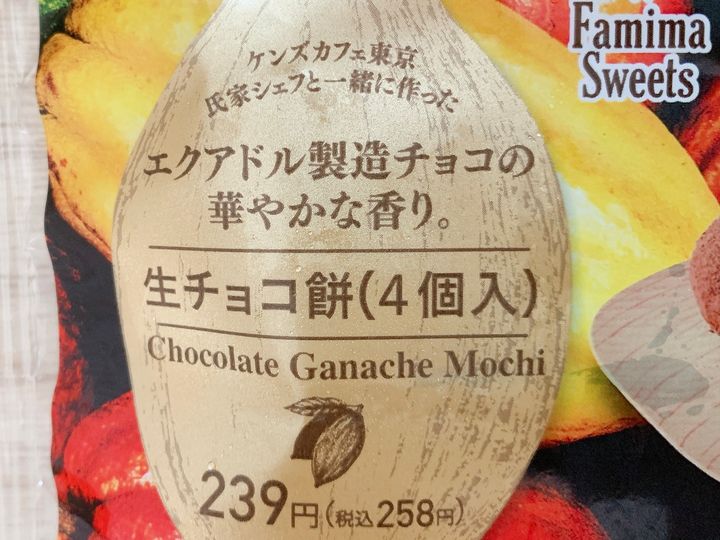 Famima
Sweets
ケンズカフェ東京
氏家シェフと一緒に作った
エクアドル製造チョコの
華やかな香り。
生チョコ餅(4個入)
Chocolate Ganache Mochi
239円(税込258円)